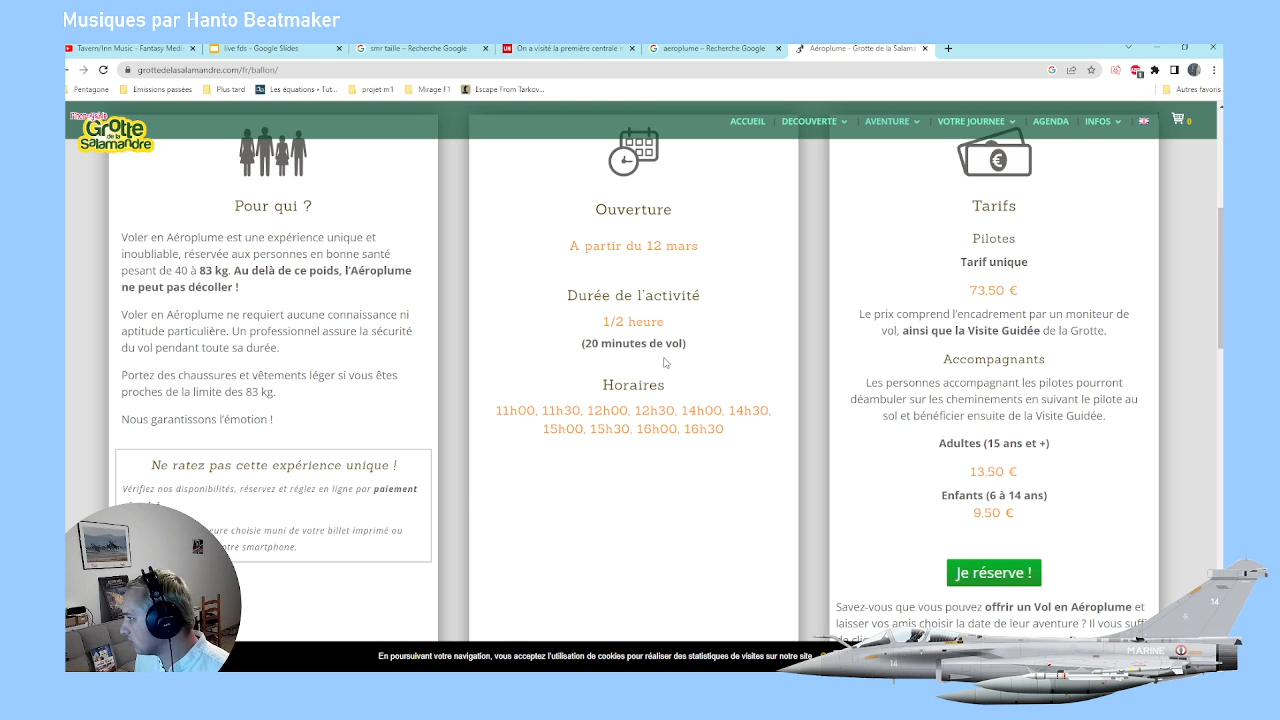 Musiques par Hanto Beatmaker
Tavern/Inn Music - Fantasy Medi
live fds - Google Slides
smr taille – Recherche Google
On a visité la première centrale n
aeroplume – Recherche Google
Aéroplume - Grotte de la Salam
grottedelasalamandre.com/fr/ballon/
Pentagone
Emissions passées
Plus tard
Les équations • Tut...
projet m1
Mirage F1
Escape From Tarkov...
Autres favoris
Grotte de la Salamandre
ACCUEIL
DECOUVERTE
AVENTURE
VOTRE JOURNEE
AGENDA
INFOS
0
Pour qui ?
Voler en Aéroplume est une expérience unique et
inoubliable, réservée aux personnes en bonne santé
pesant de 40 à 83 kg. Au delà de ce poids, l’Aéroplume
ne peut pas décoller !
Voler en Aéroplume ne requiert aucune connaissance ni
aptitude particulière. Un professionnel assure la sécurité
du vol pendant toute sa durée.
Portez des chaussures et vêtements léger si vous êtes
proches de la limite des 83 kg.
Nous garantissons l’émotion !
Ne ratez pas cette expérience unique !
Vérifiez nos disponibilités, réservez et réglez en ligne par paiement
heure choisie muni de votre billet imprimé ou
votre smartphone.
Ouverture
A partir du 12 mars
Durée de l’activité
1/2 heure
(20 minutes de vol)
Horaires
11h00, 11h30, 12h00, 12h30, 14h00, 14h30,
15h00, 15h30, 16h00, 16h30
Tarifs
Pilotes
Tarif unique
73,50 €
Le prix comprend l’encadrement par un moniteur de
vol, ainsi que la Visite Guidée de la Grotte.
Accompagnants
Les personnes accompagnant les pilotes pourront
déambuler sur les cheminements en suivant le pilote au
sol et bénéficier ensuite de la Visite Guidée.
Adultes (15 ans et +)
13,50 €
Enfants (6 à 14 ans)
9,50 €
Je réserve !
Savez-vous que vous pouvez offrir un Vol en Aéroplume et
laisser vos amis choisir la date de leur aventure ? Il vous suffi
En poursuivant votre navigation, vous acceptez l'utilisation de cookies pour réaliser des statistiques de visites sur notre site.
14
14
MARINE